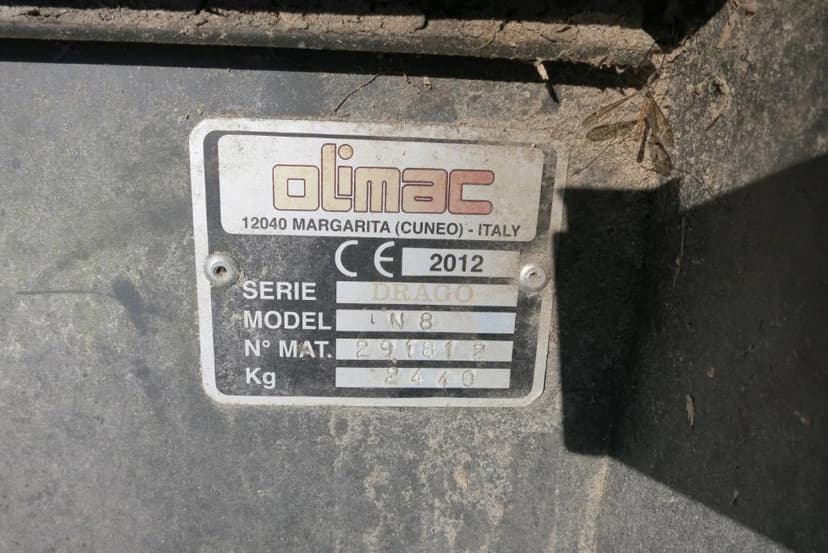 olimac
12040 MARGARITA (CUNEO) - ITALY
CE 2012
SERIE DRAGO
MODEL N8
N° MAT. 291812
Kg 2440